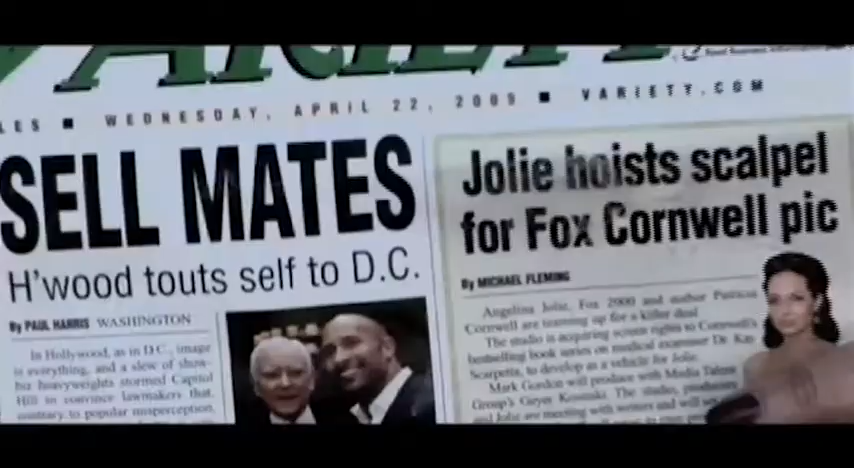 VARIETY
LES ■ WEDNESDAY, APRIL 22, 2009 ■ VARIETY.COM
SELL MATES
H'wood touts self to D.C.
By PAUL HARRIS WASHINGTON
In Hollywood, as in D.C., image
is everything, and a slew of show-
biz heavyweights stormed Capitol
Hill to convince lawmakers that,
contrary to popular misperception,
Jolie hoists scalpel
for Fox Cornwell pic
By MICHAEL FLEMING
Angelina Jolie, Fox 2000 and author Patricia
Cornwell are teaming up for a killer deal.
The studio is acquiring screen rights to Cornwell's
bestselling book series on medical examiner Dr. Kay
Scarpetta, to develop as a vehicle for Jolie.
Mark Gordon will produce with Media Talent
Group's Geyer Kosinski. The studio, producers
and Jolie are meeting with writers and will